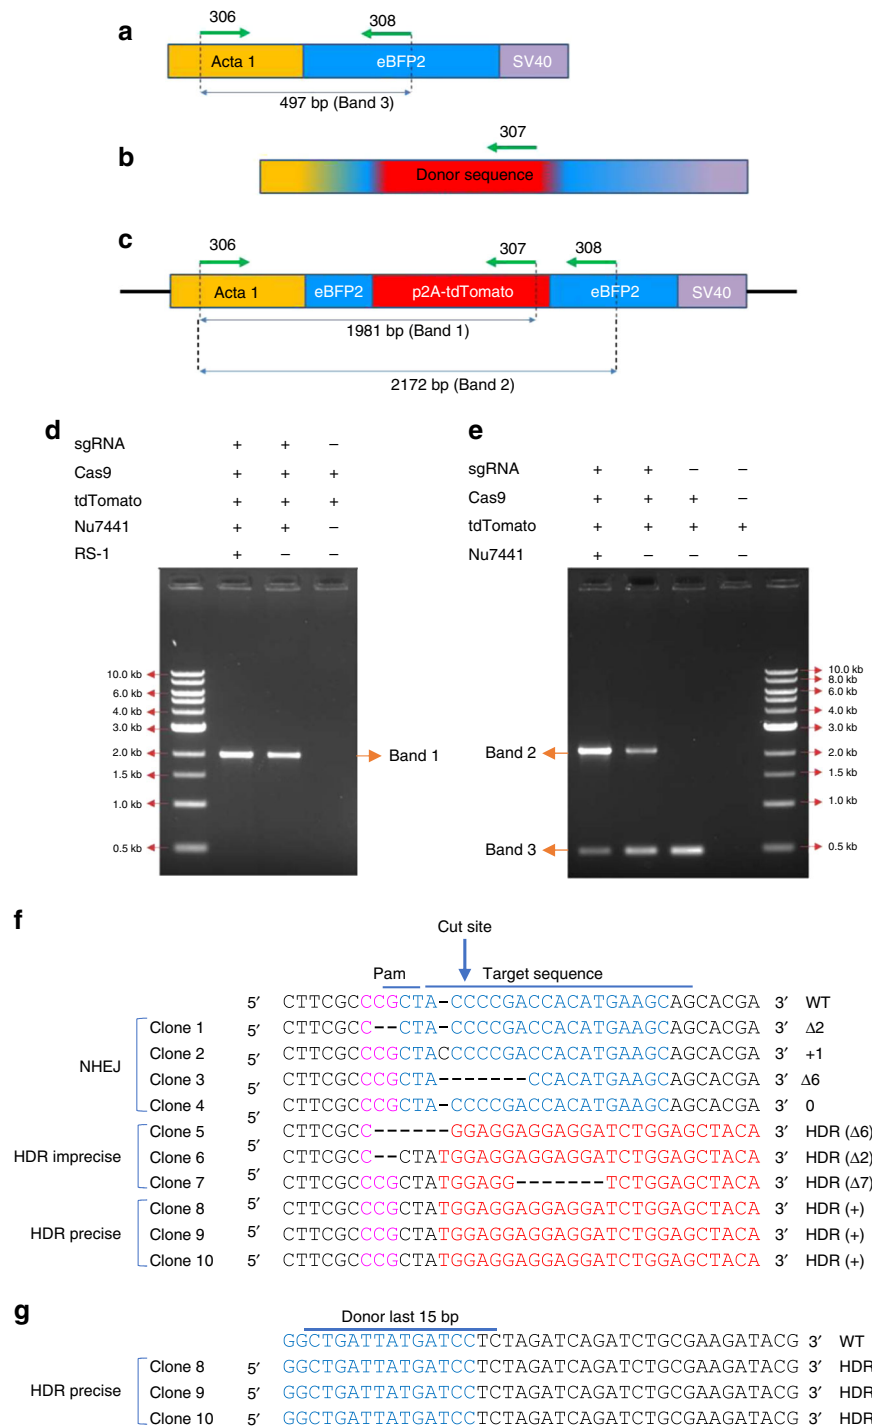 a
306
308
Acta 1
eBFP2
SV40
497 bp (Band 3)
b
307
Donor sequence
c
306
307
308
Acta 1
eBFP2
p2A-tdTomato
eBFP2
SV40
1981 bp (Band 1)
2172 bp (Band 2)
d
sgRNA + + –
Cas9 + + +
tdTomato + + +
Nu7441 + + –
RS-1 + – –
10.0 kb
6.0 kb
4.0 kb
3.0 kb
2.0 kb
1.5 kb
1.0 kb
0.5 kb
Band 1
e
sgRNA + + – –
Cas9 + + + –
tdTomato + + + +
Nu7441 + – – –
Band 2
Band 3
10.0 kb
8.0 kb
6.0 kb
4.0 kb
3.0 kb
2.0 kb
1.5 kb
1.0 kb
0.5 kb
f
Cut site
Pam
Target sequence
5′ CTTCGCCCGCTA-CCCCGACCACATGAAGCAGCACGA 3′ WT
NHEJ
Clone 1 5′ CTTCGCC--CTA-CCCCGACCACATGAAGCAGCACGA 3′ Δ2
Clone 2 5′ CTTCGCCCGCTACCCCCGACCACATGAAGCAGCACGA 3′ +1
Clone 3 5′ CTTCGCCCGCTA-------CCACATGAAGCAGCACGA 3′ Δ6
Clone 4 5′ CTTCGCCCGCTA-CCCCGACCACATGAAGCAGCACGA 3′ 0
HDR imprecise
Clone 5 5′ CTTCGCC------GGAGGAGGAGGATCTGGAGCTACA 3′ HDR (Δ6)
Clone 6 5′ CTTCGCC--CTATGGAGGAGGAGGATCTGGAGCTACA 3′ HDR (Δ2)
Clone 7 5′ CTTCGCCCGCTATGGAGG-------TCTGGAGCTACA 3′ HDR (Δ7)
HDR precise
Clone 8 5′ CTTCGCCCGCTATGGAGGAGGAGGATCTGGAGCTACA 3′ HDR (+)
Clone 9 5′ CTTCGCCCGCTATGGAGGAGGAGGATCTGGAGCTACA 3′ HDR (+)
Clone 10 5′ CTTCGCCCGCTATGGAGGAGGAGGATCTGGAGCTACA 3′ HDR (+)
g
Donor last 15 bp
GGCTGATTATGATCCTCTAGATCAGATCTGCGAAGATACG 3′ WT
HDR precise
Clone 8 5′ GGCTGATTATGATCCTCTAGATCAGATCTGCGAAGATACG 3′ HDR
Clone 9 5′ GGCTGATTATGATCCTCTAGATCAGATCTGCGAAGATACG 3′ HDR
Clone 10 5′ GGCTGATTATGATCCTCTAGATCAGATCTGCGAAGATACG 3′ HDR